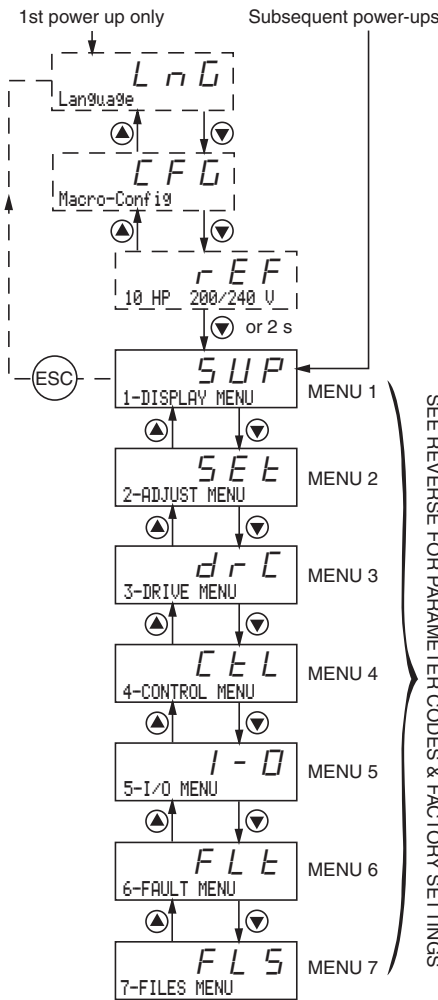 1st power up only
Subsequent power-ups
LnG
Language
CFG
Macro-Config
rEF
10 HP 200/240 V
or 2 s
ESC
SUP
1-DISPLAY MENU
MENU 1
SEt
2-ADJUST MENU
MENU 2
drC
3-DRIVE MENU
MENU 3
CtL
4-CONTROL MENU
MENU 4
I-O
5-I/O MENU
MENU 5
FLt
6-FAULT MENU
MENU 6
FLS
7-FILES MENU
MENU 7
SEE REVERSE FOR PARAMETER CODES & FACTORY SETTINGS